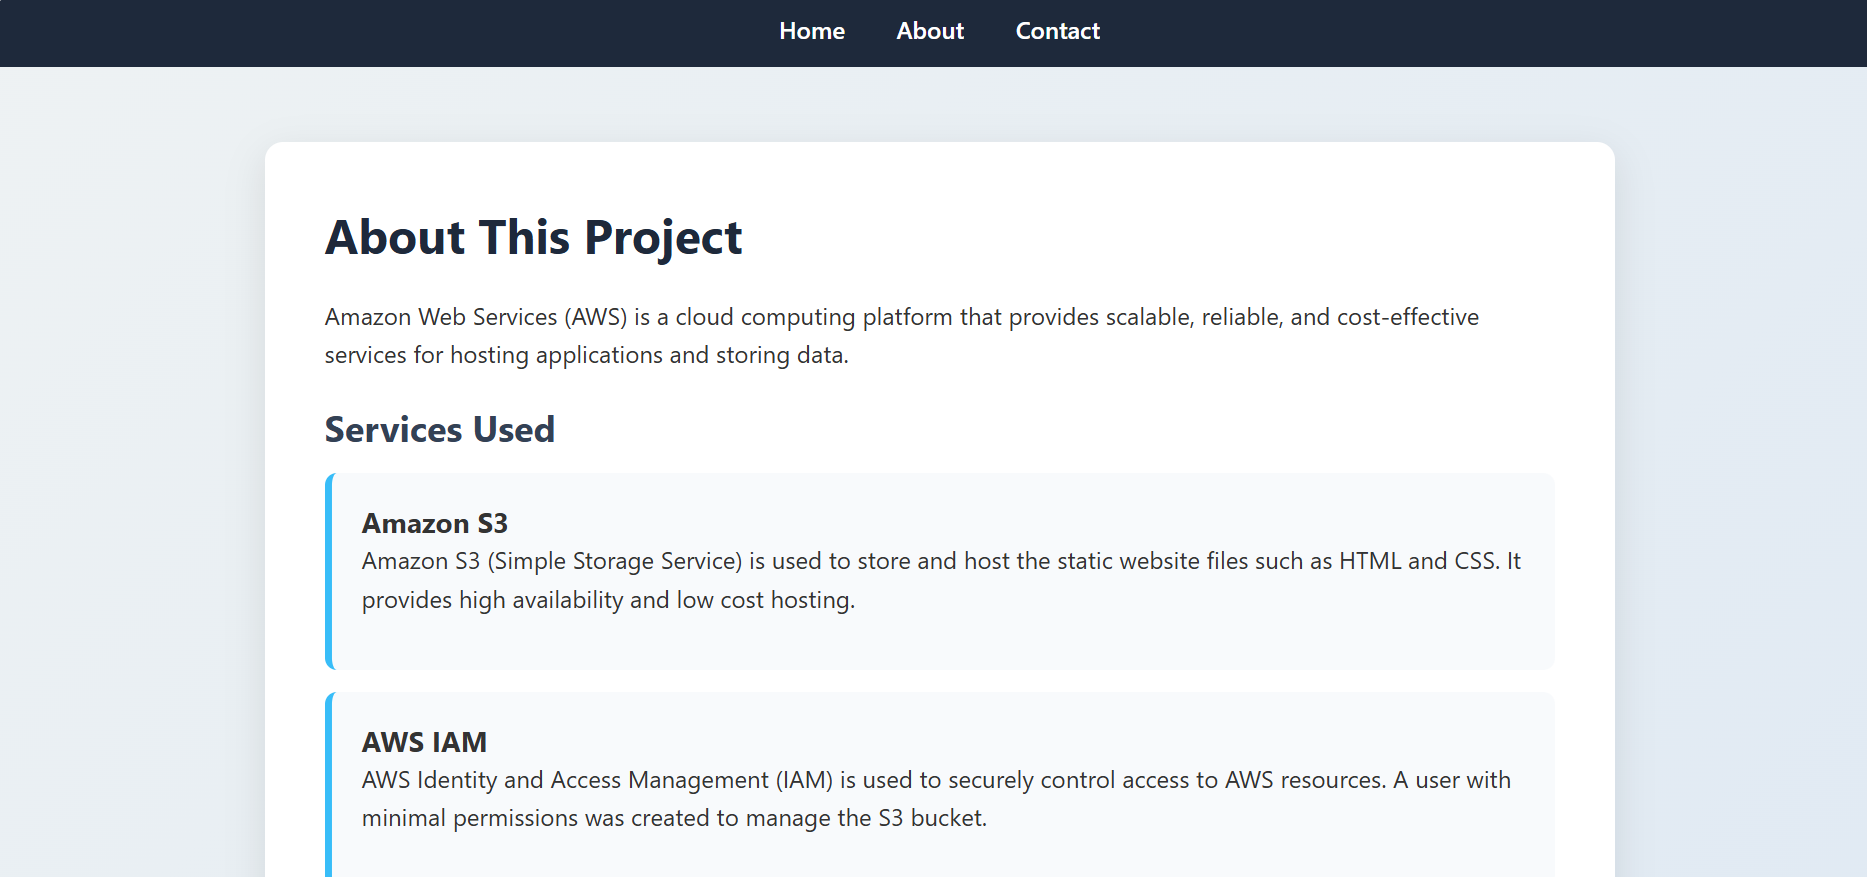 Home About Contact
About This Project
Amazon Web Services (AWS) is a cloud computing platform that provides scalable, reliable, and cost-effective
services for hosting applications and storing data.
Services Used
Amazon S3
Amazon S3 (Simple Storage Service) is used to store and host the static website files such as HTML and CSS. It
provides high availability and low cost hosting.
AWS IAM
AWS Identity and Access Management (IAM) is used to securely control access to AWS resources. A user with
minimal permissions was created to manage the S3 bucket.